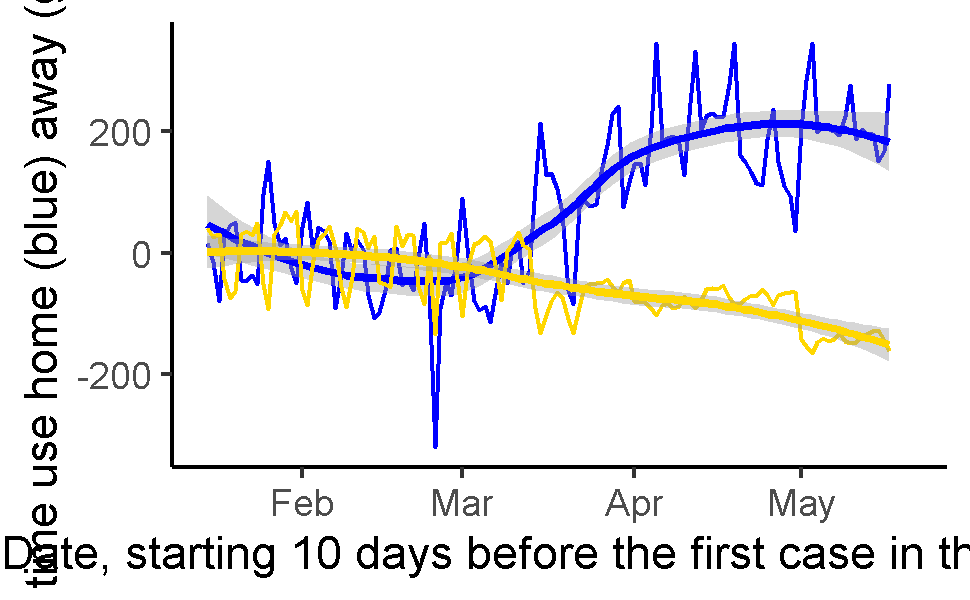 time use home (blue) away (
200
0
-200
Feb Mar Apr May
Date, starting 10 days before the first case in th